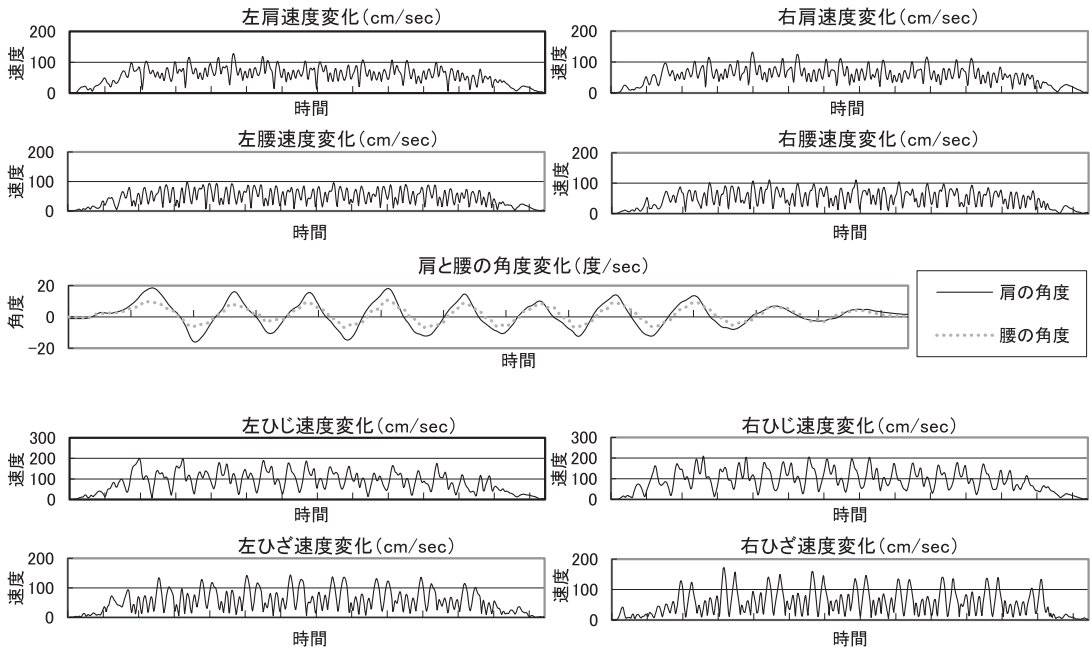 左肩速度変化(cm/sec)
200
100
0
速度
時間
右肩速度変化(cm/sec)
200
100
0
速度
時間
左腰速度変化(cm/sec)
200
100
0
速度
時間
右腰速度変化(cm/sec)
200
100
0
速度
時間
肩と腰の角度変化(度/sec)
20
0
-20
角度
時間
肩の角度
腰の角度
左ひじ速度変化(cm/sec)
300
200
100
0
速度
時間
右ひじ速度変化(cm/sec)
300
200
100
0
速度
時間
左ひざ速度変化(cm/sec)
200
100
0
速度
時間
右ひざ速度変化(cm/sec)
200
100
0
速度
時間